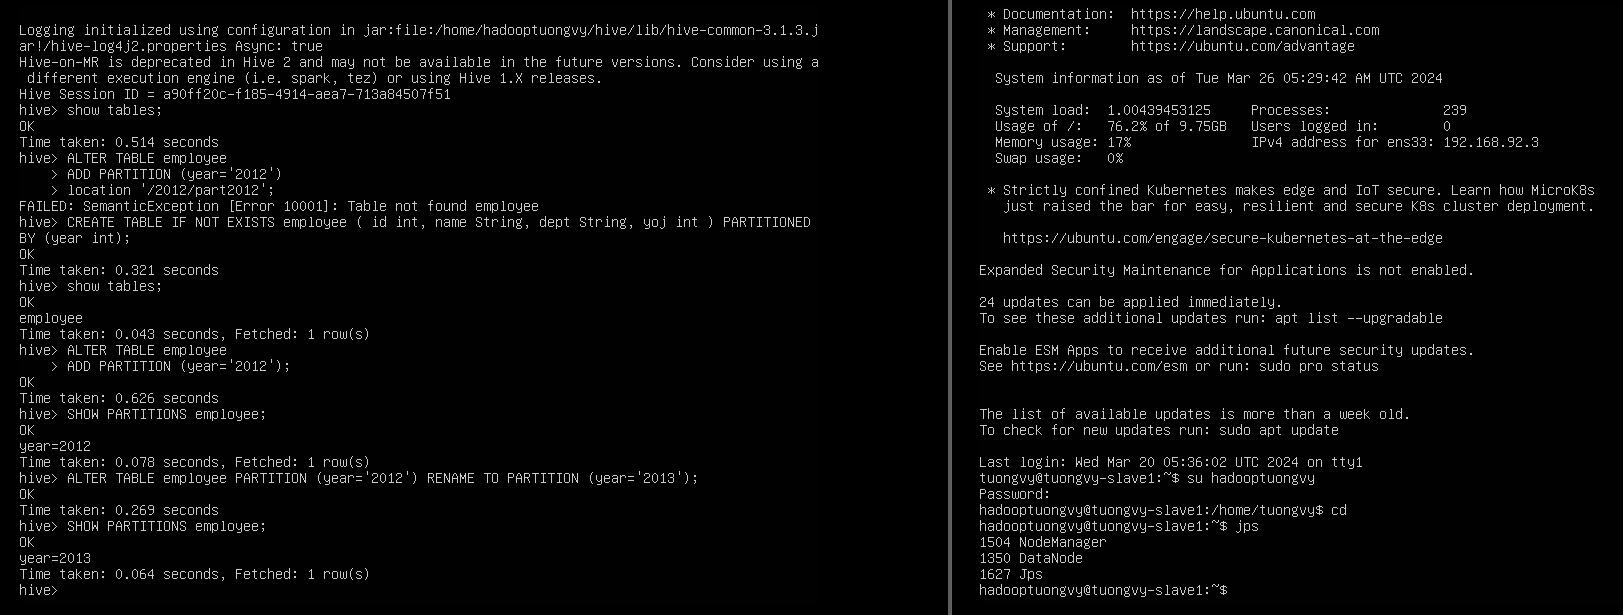 Logging initialized using configuration in jar:file:/home/hadooptuongvy/hive/lib/hive-common-3.1.3.j
ar!/hive-log4j2.properties Async: true
Hive-on-MR is deprecated in Hive 2 and may not be available in the future versions. Consider using a
 different execution engine (i.e. spark, tez) or using Hive 1.X releases.
Hive Session ID = a90ff20c-f185-4914-aea7-713a84507f51
hive> show tables;
OK
Time taken: 0.514 seconds
hive> ALTER TABLE employee
    > ADD PARTITION (year='2012')
    > location '/2012/part2012';
FAILED: SemanticException [Error 10001]: Table not found employee
hive> CREATE TABLE IF NOT EXISTS employee ( id int, name String, dept String, yoj int ) PARTITIONED
BY (year int);
OK
Time taken: 0.321 seconds
hive> show tables;
OK
employee
Time taken: 0.043 seconds, Fetched: 1 row(s)
hive> ALTER TABLE employee
    > ADD PARTITION (year='2012');
OK
Time taken: 0.626 seconds
hive> SHOW PARTITIONS employee;
OK
year=2012
Time taken: 0.078 seconds, Fetched: 1 row(s)
hive> ALTER TABLE employee PARTITION (year='2012') RENAME TO PARTITION (year='2013');
OK
Time taken: 0.269 seconds
hive> SHOW PARTITIONS employee;
OK
year=2013
Time taken: 0.064 seconds, Fetched: 1 row(s)
hive>
 * Documentation:  https://help.ubuntu.com
 * Management:     https://landscape.canonical.com
 * Support:        https://ubuntu.com/advantage
  System information as of Tue Mar 26 05:29:42 AM UTC 2024
  System load:  1.00439453125     Processes:              239
  Usage of /:   76.2% of 9.75GB   Users logged in:        0
  Memory usage: 17%               IPv4 address for ens33: 192.168.92.3
  Swap usage:   0%
 * Strictly confined Kubernetes makes edge and IoT secure. Learn how MicroK8s
   just raised the bar for easy, resilient and secure K8s cluster deployment.
   https://ubuntu.com/engage/secure-kubernetes-at-the-edge
Expanded Security Maintenance for Applications is not enabled.
24 updates can be applied immediately.
To see these additional updates run: apt list --upgradable
Enable ESM Apps to receive additional future security updates.
See https://ubuntu.com/esm or run: sudo pro status
The list of available updates is more than a week old.
To check for new updates run: sudo apt update
Last login: Wed Mar 20 05:36:02 UTC 2024 on tty1
tuongvy@tuongvy-slave1:~$ su hadooptuongvy
Password:
hadooptuongvy@tuongvy-slave1:/home/tuongvy$ cd
hadooptuongvy@tuongvy-slave1:~$ jps
1504 NodeManager
1350 DataNode
1627 Jps
hadooptuongvy@tuongvy-slave1:~$